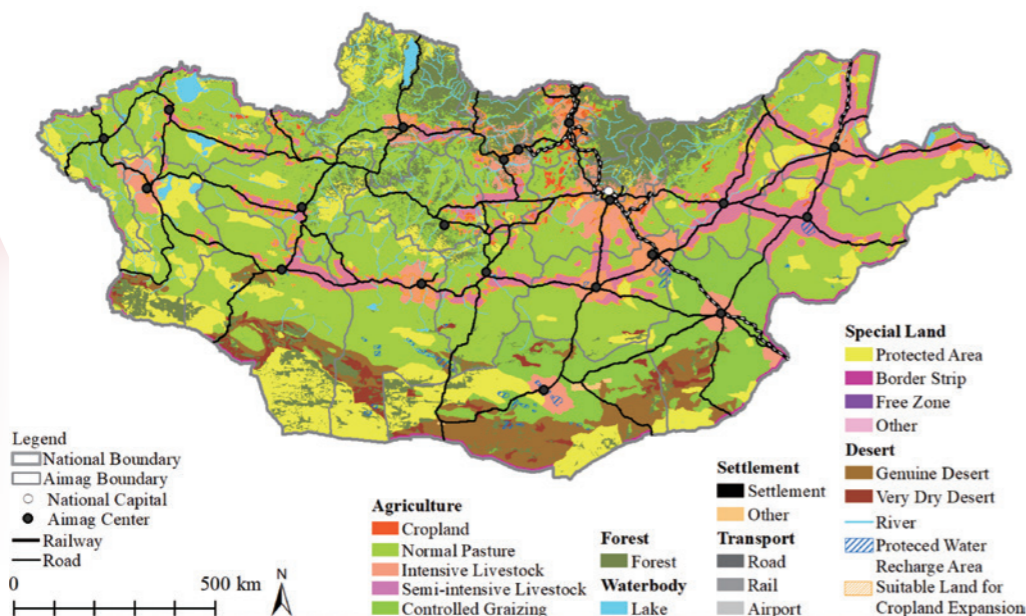 Legend
National Boundary
Aimag Boundary
National Capital
Aimag Center
Railway
Road
0 500 km
N
Agriculture
Cropland
Normal Pasture
Intensive Livestock
Semi-intensive Livestock
Controlled Graizing
Forest
Forest
Waterbody
Lake
Settlement
Settlement
Other
Transport
Road
Rail
Airport
Special Land
Protected Area
Border Strip
Free Zone
Other
Desert
Genuine Desert
Very Dry Desert
River
Proteced Water
Recharge Area
Suitable Land for
Cropland Expansion